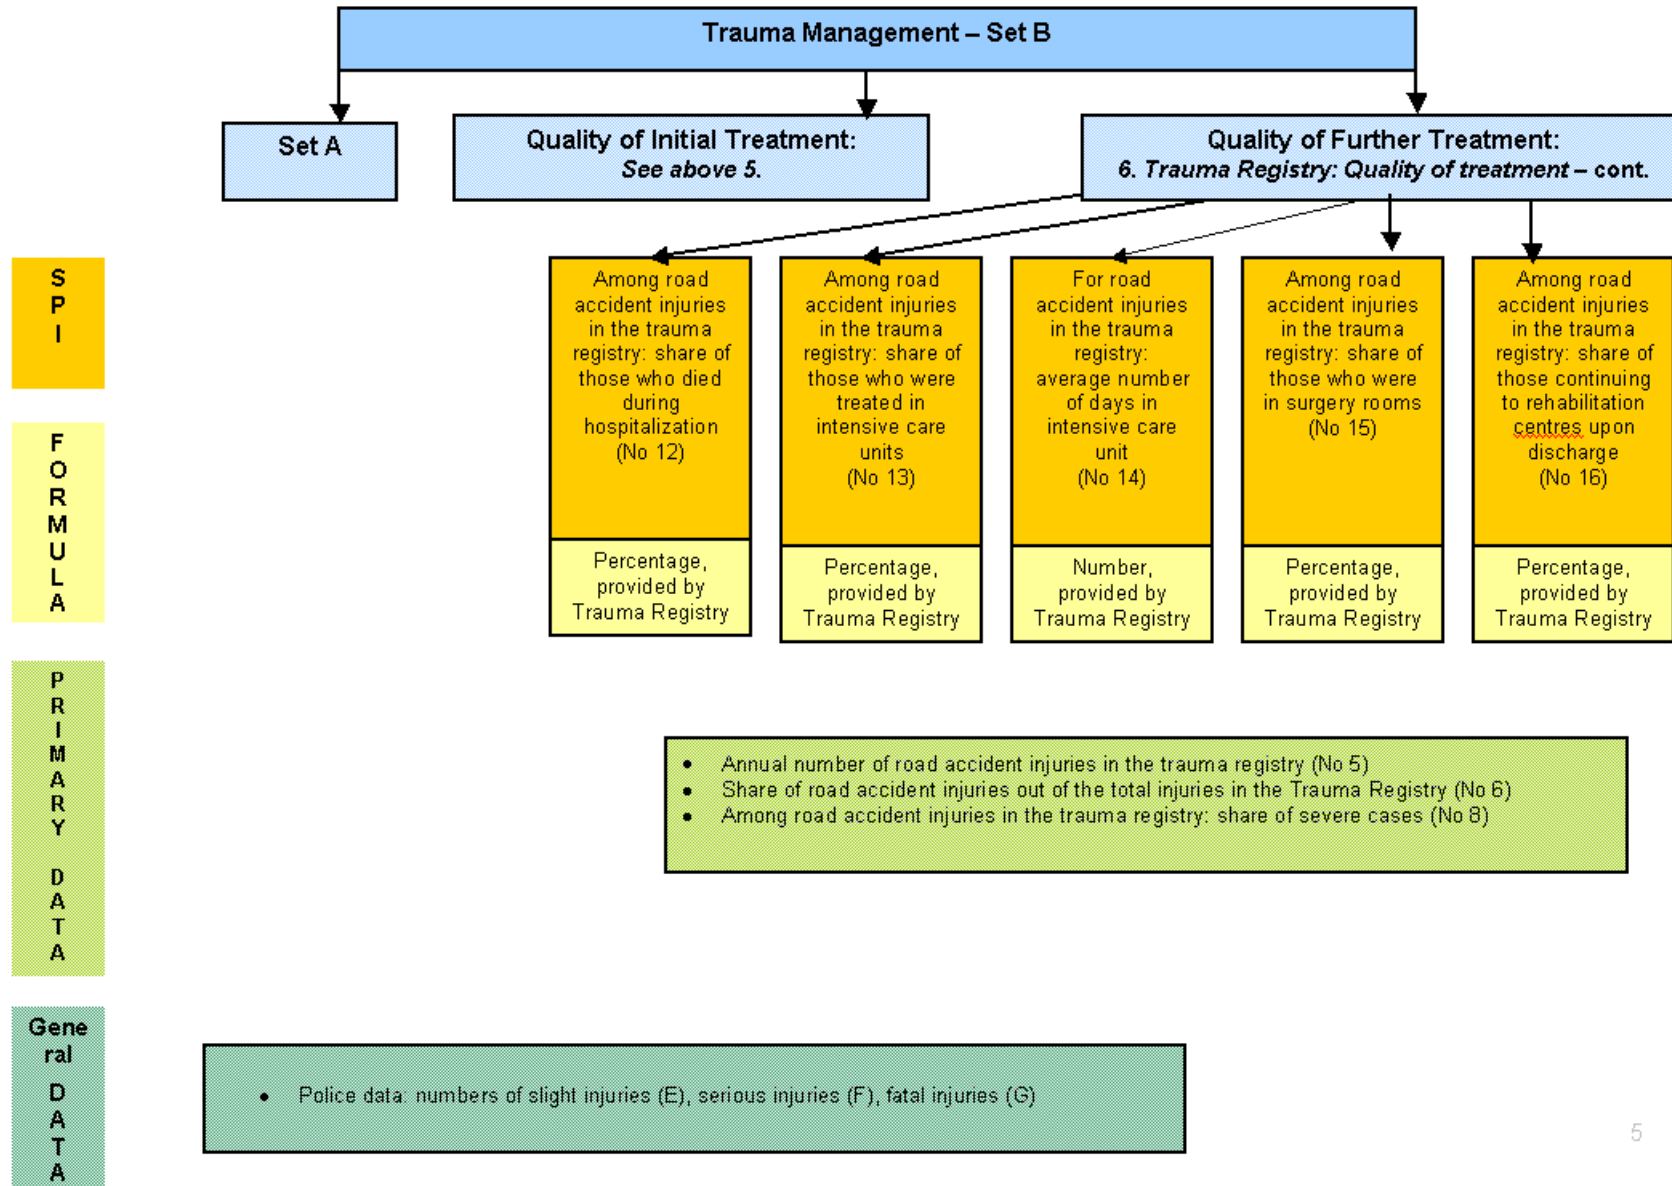 Trauma Management – Set B
Set A
Quality of Initial Treatment:
See above 5.
Quality of Further Treatment:
6. Trauma Registry: Quality of treatment – cont.
S
P
I
Among road
accident injuries
in the trauma
registry: share of
those who died
during
hospitalization
(No 12)
Among road
accident injuries
in the trauma
registry: share of
those who were
treated in
intensive care
units
(No 13)
For road
accident injuries
in the trauma
registry:
average number
of days in
intensive care
unit
(No 14)
Among road
accident injuries
in the trauma
registry: share of
those who were
in surgery rooms
(No 15)
Among road
accident injuries
in the trauma
registry: share of
those continuing
to rehabilitation
centres upon
discharge
(No 16)
F
O
R
M
U
L
A
Percentage,
provided by
Trauma Registry
Percentage,
provided by
Trauma Registry
Number,
provided by
Trauma Registry
Percentage,
provided by
Trauma Registry
Percentage,
provided by
Trauma Registry
P
R
I
M
A
R
Y
D
A
T
A
• Annual number of road accident injuries in the trauma registry (No 5)
• Share of road accident injuries out of the total injuries in the Trauma Registry (No 6)
• Among road accident injuries in the trauma registry: share of severe cases (No 8)
Gene
ral
D
A
T
A
• Police data: numbers of slight injuries (E), serious injuries (F), fatal injuries (G)
5